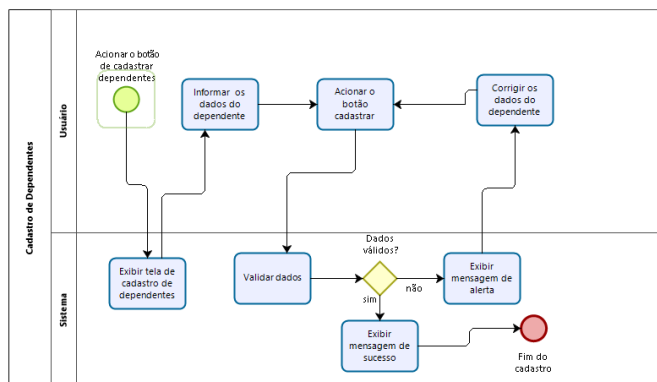 Cadastro de Dependentes
Usuário
Acionar o botão
de cadastrar
dependentes
Informar os
dados do
dependente
Acionar o
botão
cadastrar
Corrigir os
dados do
dependente
Sistema
Exibir tela de
cadastro de
dependentes
Validar dados
Dados
válidos?
não
sim
Exibir
mensagem de
alerta
Exibir
mensagem de
sucesso
Fim do
cadastro